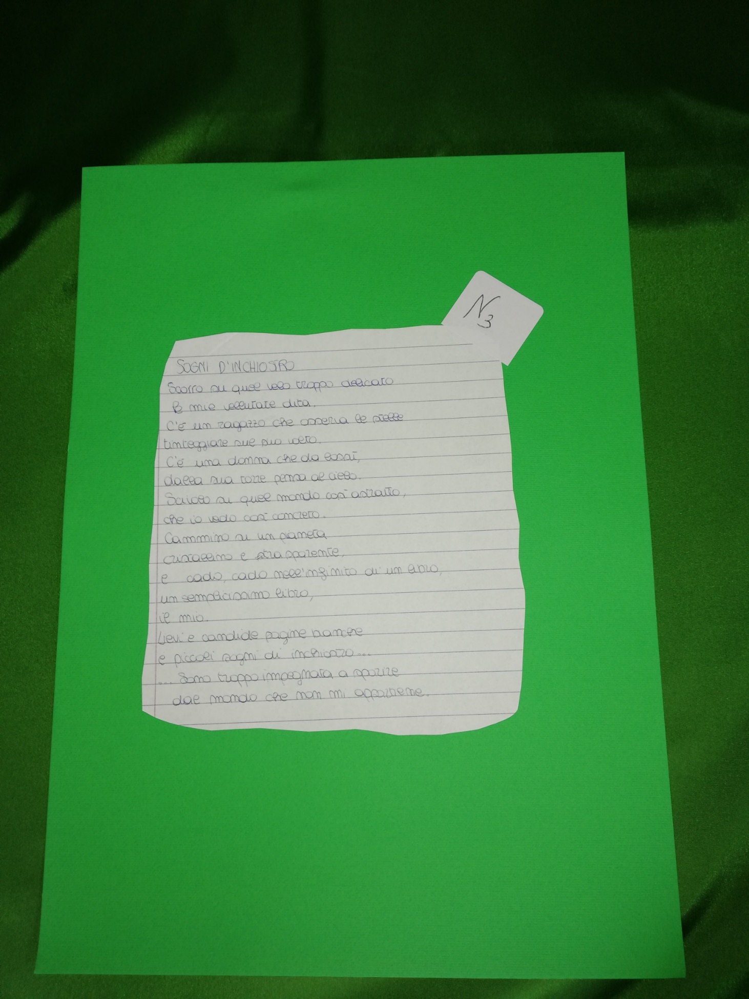 N3
SOGNI D'INCHIOSTRO
Scorro su quel velo troppo delicato
le mie vellutate dita.
C'è un ragazzo che osserva le stelle
tinteggiare sul suo volto.
C'è una donna che da lassù,
dalla sua torre pensa al cielo.
Scivolo su quel mondo così astratto,
che io vedo così concreto.
Cammino su un pianeta
cristallino e strapparente,
e cado, cado nell'infinito di un libro,
un semplicissimo libro,
il mio.
Lievi e candide pagine bianche
e piccoli sogni di inchiostro...
... Sono troppo impegnata a sparire
dal mondo che non mi appartiene.